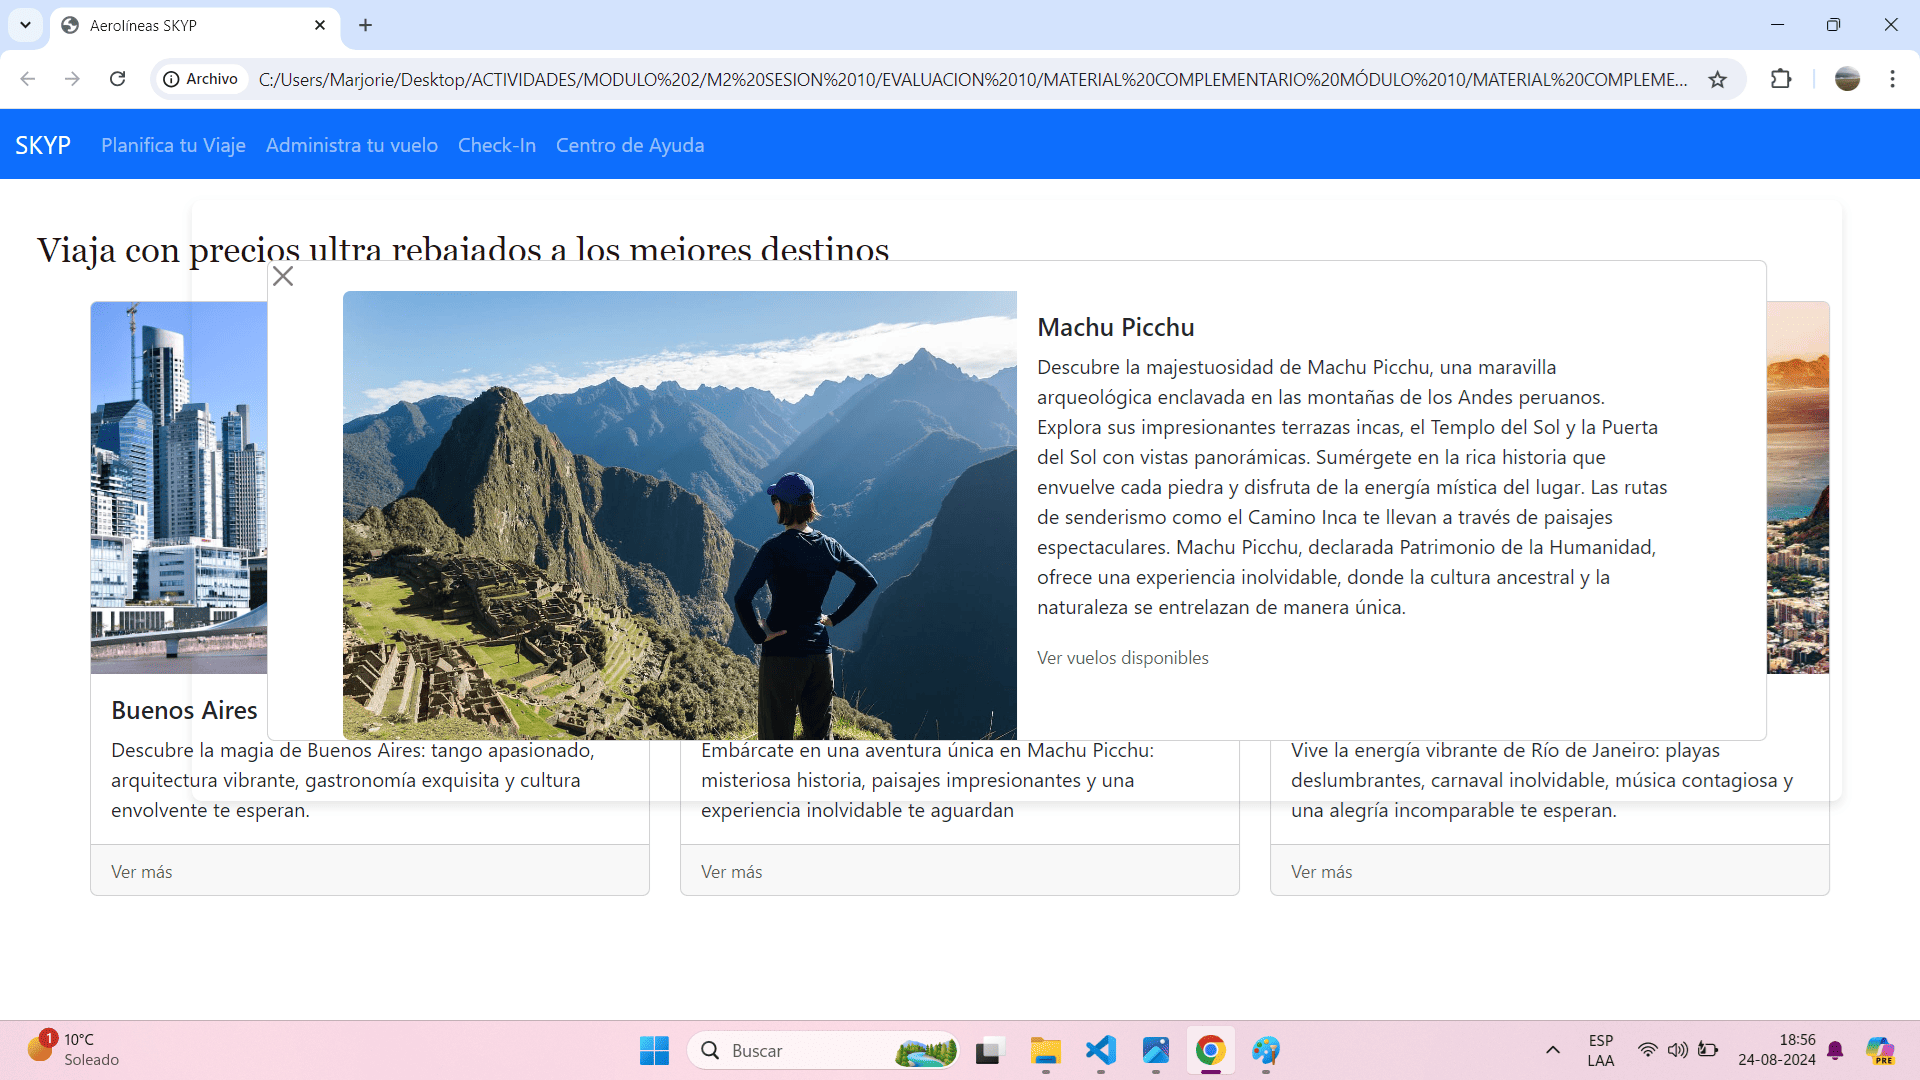 Aerolíneas SKYP
Archivo
C:/Users/Marjorie/Desktop/ACTIVIDADES/MODULO%202/M2%20SESION%2010/EVALUACION%2010/MATERIAL%20COMPLEMENTARIO%20MÓDULO%2010/MATERIAL%20COMPLEME...
SKYP Planifica tu Viaje Administra tu vuelo Check-In Centro de Ayuda
Viaja con precios ultra rebajados a los mejores destinos
Machu Picchu
Descubre la majestuosidad de Machu Picchu, una maravilla
arqueológica enclavada en las montañas de los Andes peruanos.
Explora sus impresionantes terrazas incas, el Templo del Sol y la Puerta
del Sol con vistas panorámicas. Sumérgete en la rica historia que
envuelve cada piedra y disfruta de la energía mística del lugar. Las rutas
de senderismo como el Camino Inca te llevan a través de paisajes
espectaculares. Machu Picchu, declarada Patrimonio de la Humanidad,
ofrece una experiencia inolvidable, donde la cultura ancestral y la
naturaleza se entrelazan de manera única.
Ver vuelos disponibles
Buenos Aires
Descubre la magia de Buenos Aires: tango apasionado,
arquitectura vibrante, gastronomía exquisita y cultura
envolvente te esperan.
Ver más
Embárcate en una aventura única en Machu Picchu:
misteriosa historia, paisajes impresionantes y una
experiencia inolvidable te aguardan
Ver más
Vive la energía vibrante de Río de Janeiro: playas
deslumbrantes, carnaval inolvidable, música contagiosa y
una alegría incomparable te esperan.
Ver más
1
10°C
Soleado
Buscar
ESP
LAA
18:56
24-08-2024
PRE